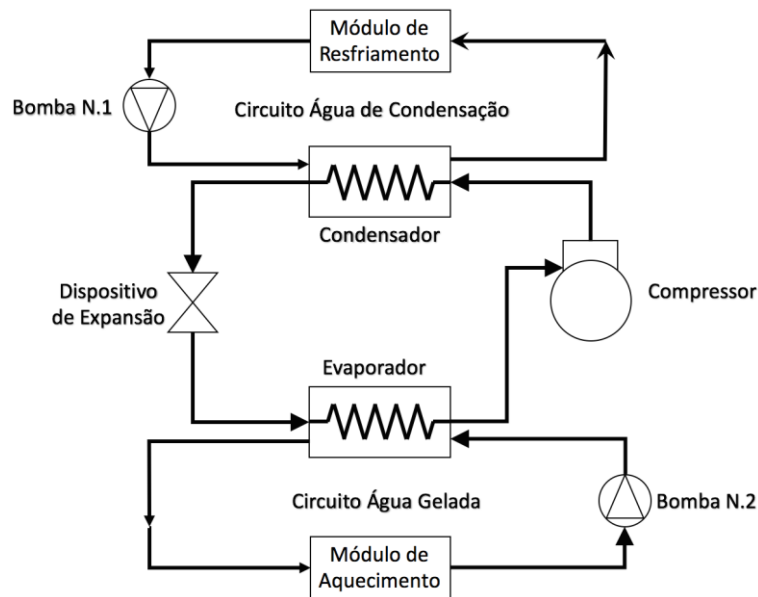 Módulo de
Resfriamento
Bomba N.1
Circuito Água de Condensação
Condensador
Dispositivo
de Expansão
Compressor
Evaporador
Circuito Água Gelada
Bomba N.2
Módulo de
Aquecimento